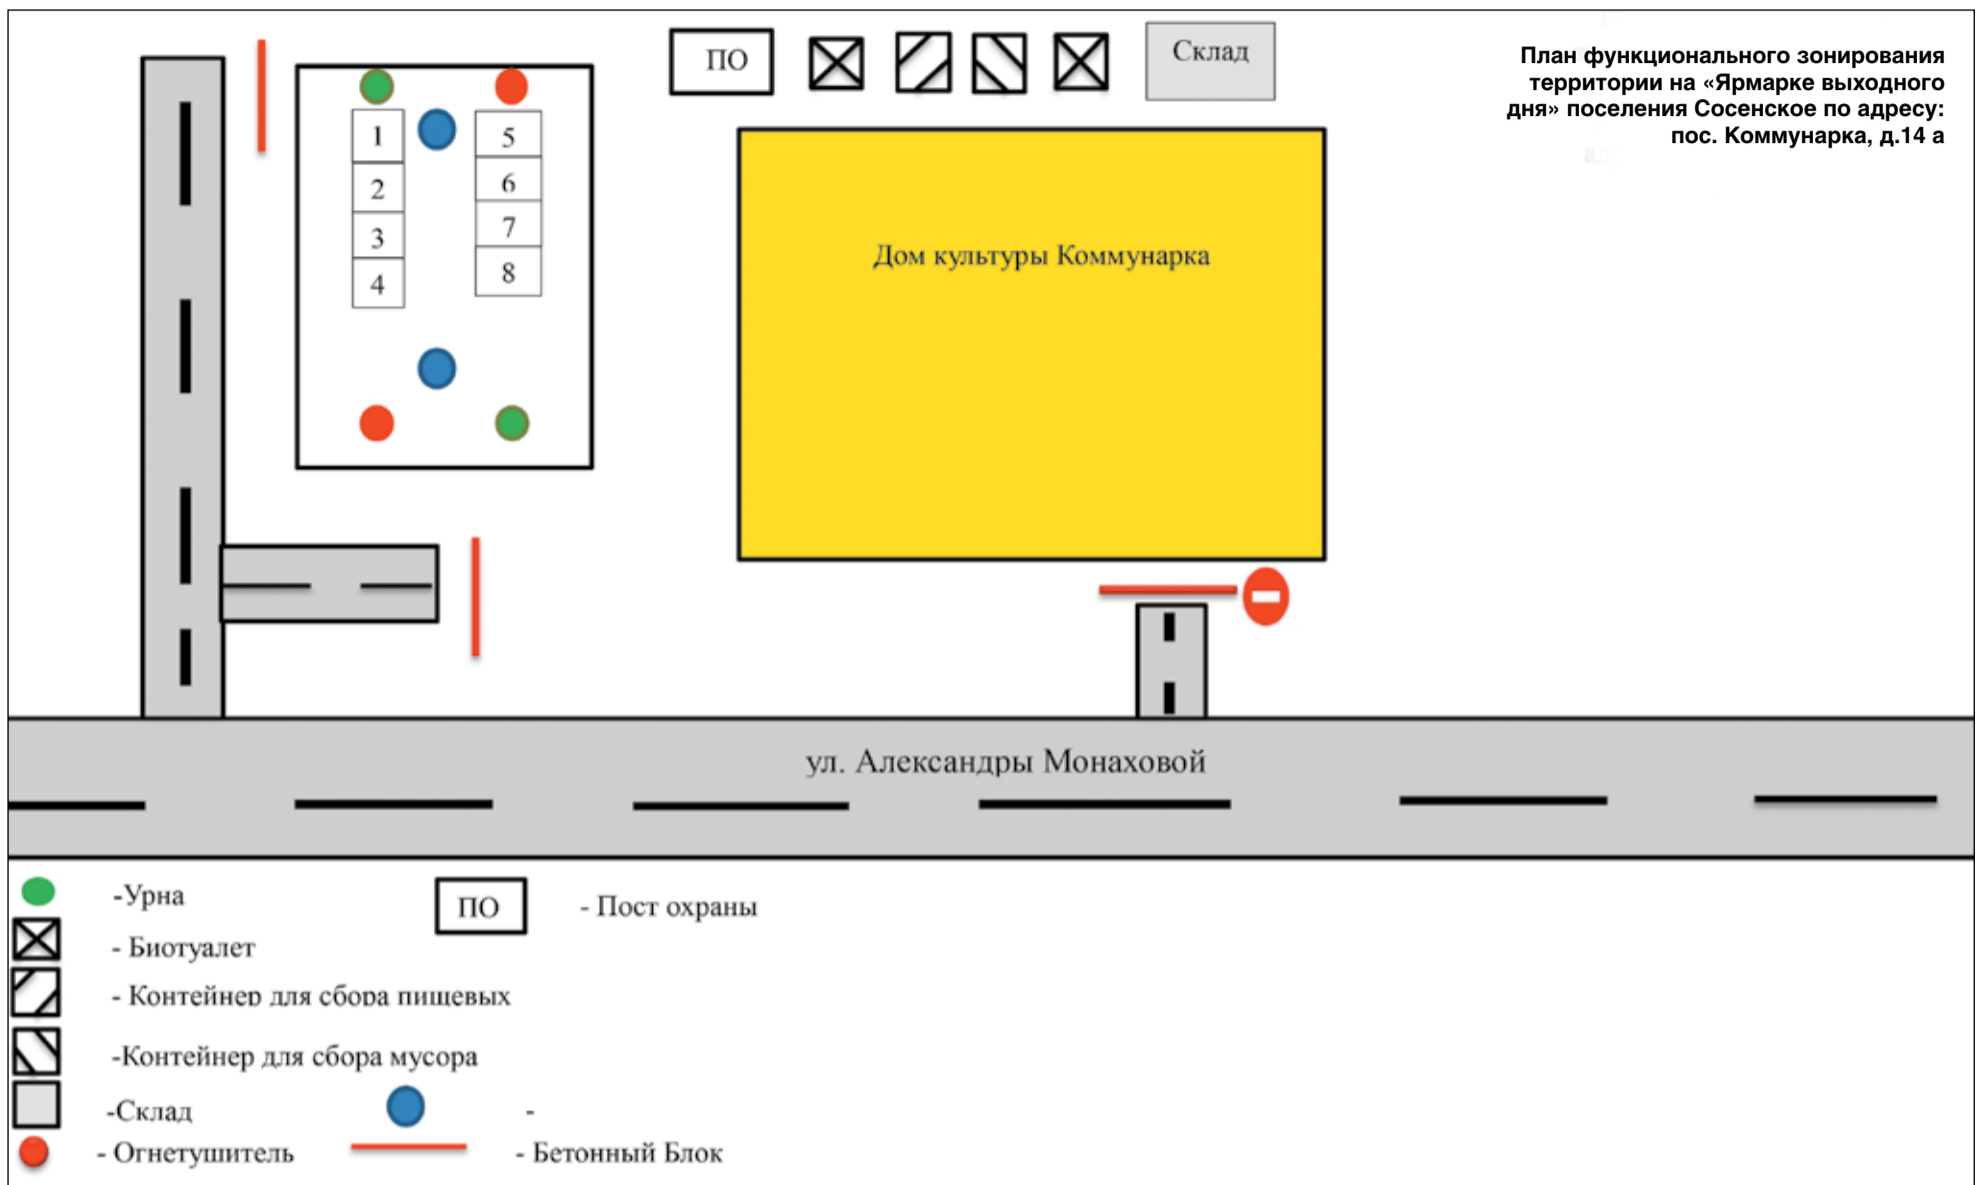 План функционального зонирования
территории на «Ярмарке выходного
дня» поселения Сосенское по адресу:
пос. Коммунарка, д.14 а
ПО
Склад
1
2
3
4
5
6
7
8
Дом культуры Коммунарка
ул. Александры Монаховой
-Урна
ПО - Пост охраны
- Биотуалет
- Контейнер для сбора пищевых
-Контейнер для сбора мусора
-Склад
-
- Огнетушитель
- Бетонный Блок